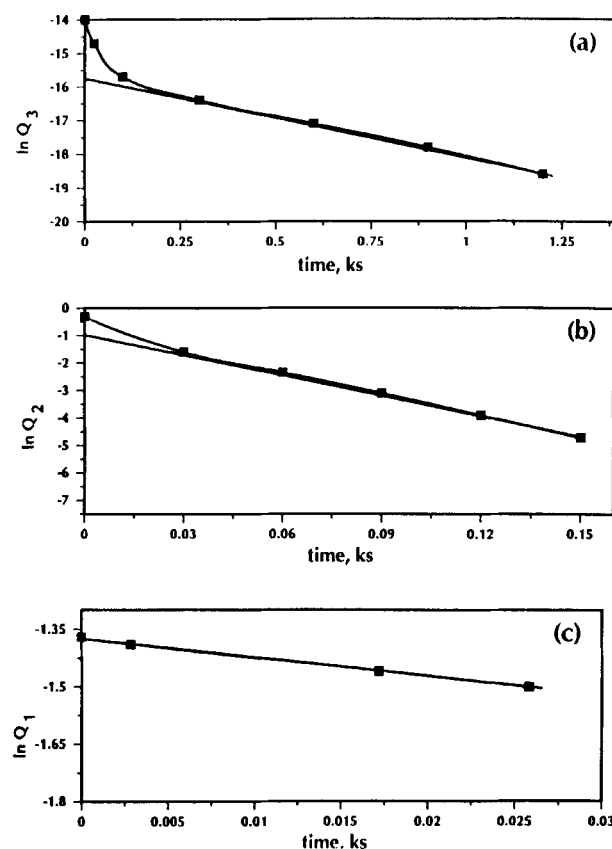 -14
(a)
-16
ln Q3
-18
-20
0 0.25 0.5 0.75 1 1.25
time, ks
0
(b)
-1
-2
-3
ln Q2
-4
-5
-6
-7
0 0.03 0.06 0.09 0.12 0.15
time, ks
-1.35
(c)
-1.5
ln Q1
-1.65
-1.8
0 0.005 0.01 0.015 0.02 0.025 0.03
time, ks